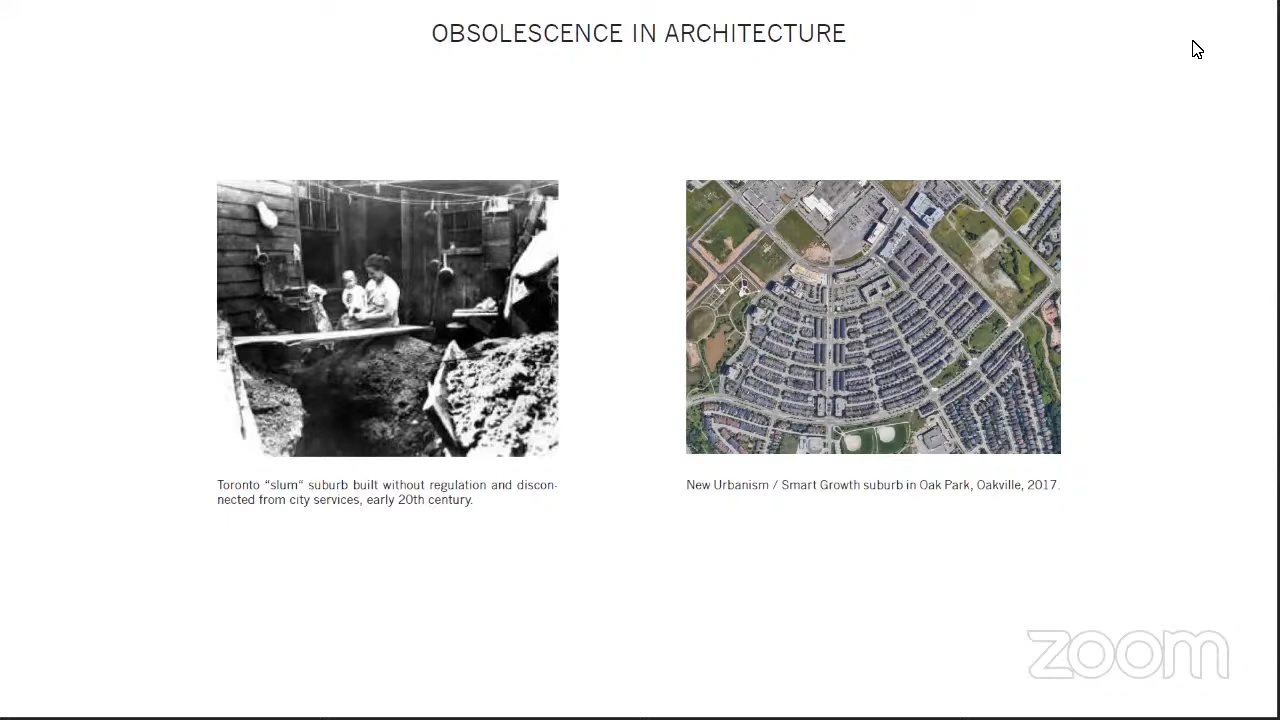 OBSOLESCENCE IN ARCHITECTURE
Toronto “slum“ suburb built without regulation and discon-
nected from city services, early 20th century.
New Urbanism / Smart Growth suburb in Oak Park, Oakville, 2017.
zoom